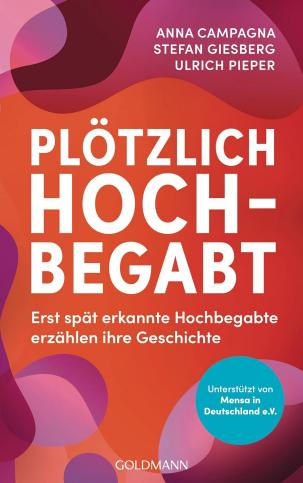 ANNA CAMPAGNA
STEFAN GIESBERG
ULRICH PIEPER
PLÖTZLICH
HOCH-
BEGABT
Erst spät erkannte Hochbegabte
erzählen ihre Geschichte
Unterstützt von
Mensa in
Deutschland e.V.
GOLDMANN